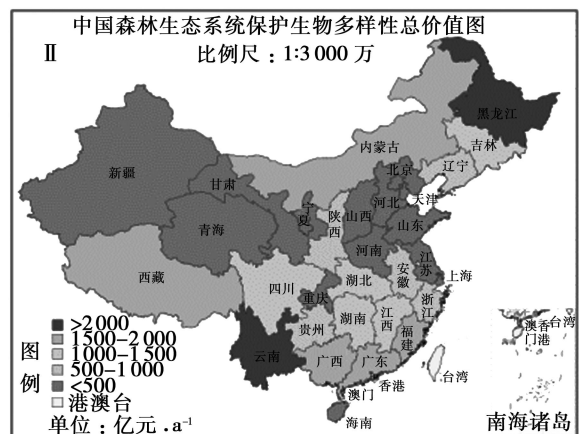 中国森林生态系统保护生物多样性总价值图
Ⅱ
比例尺：1:3 000 万
黑龙江
吉林
内蒙古
辽宁
新疆
北京
甘肃
天津
宁夏
河北
陕西
山西
山东
青海
河南
江苏
西藏
安徽
上海
四川
湖北
重庆
浙江
湖南
江西
贵州
福建
云南
广西
广东
台湾
香港
澳门
海南
台湾
澳香
门港
南海诸岛
图例
>2 000
1500–2 000
1 000–1 500
500–1 000
<500
港澳台
单位：亿元 .a⁻¹